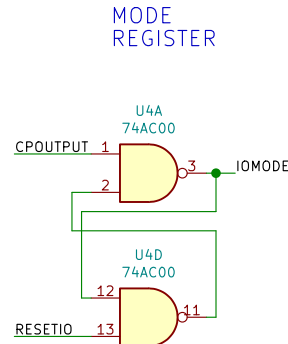 MODE
REGISTER
U4A
74AC00
CPOUTPUT 1
3 IOMODE
2
U4D
74AC00
12
11
RESETIO 13